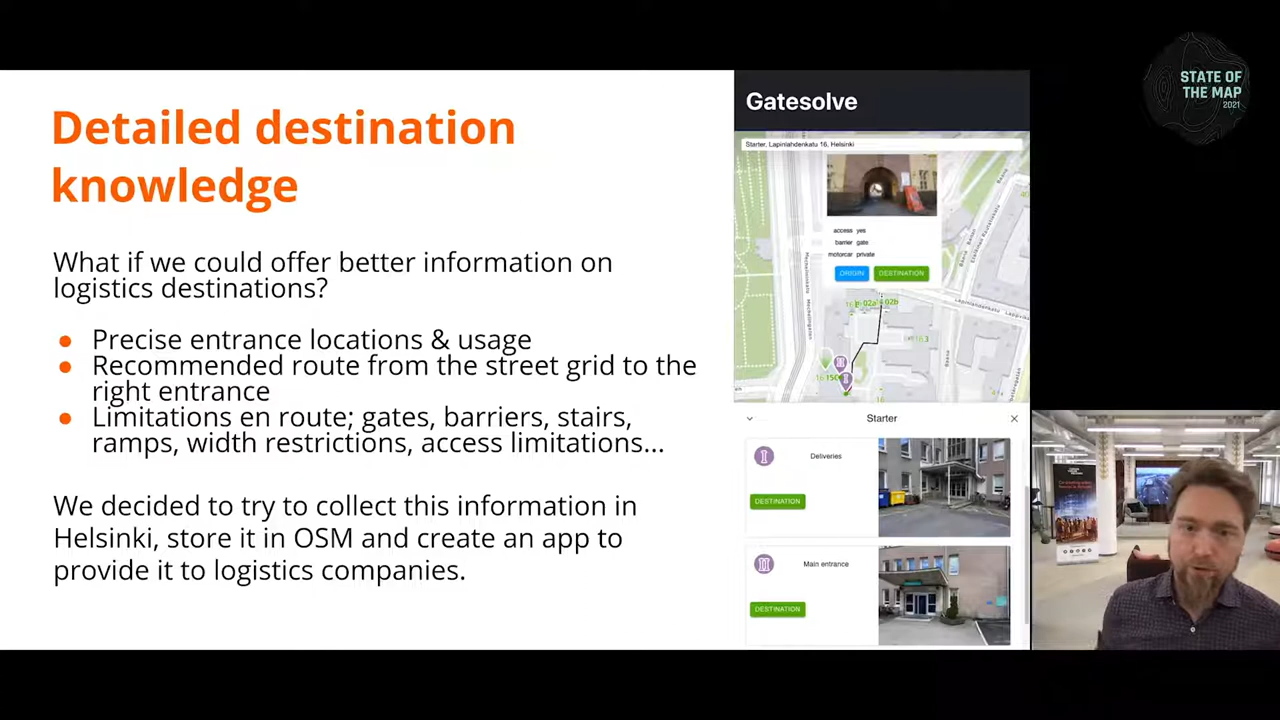 Detailed destination
knowledge
What if we could offer better information on
logistics destinations?
● Precise entrance locations & usage
● Recommended route from the street grid to the
right entrance
● Limitations en route; gates, barriers, stairs,
ramps, width restrictions, access limitations...
We decided to try to collect this information in
Helsinki, store it in OSM and create an app to
provide it to logistics companies.
Gatesolve
Starter, Lapinlahdenkatu 16, Helsinki
access yes
barrier gate
motorcar private
ORIGIN
DESTINATION
Starter
Deliveries
DESTINATION
Main entrance
DESTINATION
STATE OF
THE MAP
2021